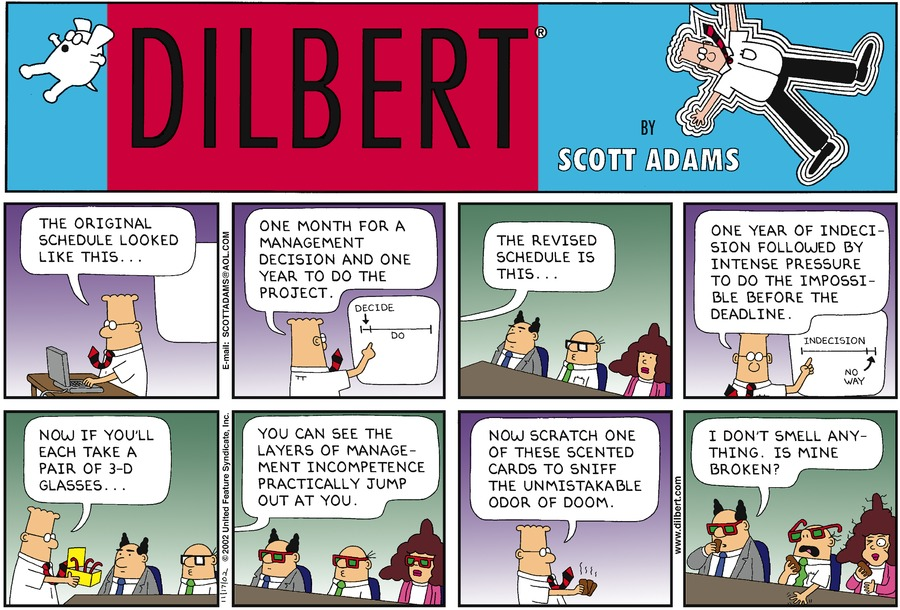 DILBERT®
BY
SCOTT ADAMS
THE ORIGINAL
SCHEDULE LOOKED
LIKE THIS...
E-mail: SCOTTADAMS@AOL.COM
ONE MONTH FOR A
MANAGEMENT
DECISION AND ONE
YEAR TO DO THE
PROJECT.
DECIDE
DO
THE REVISED
SCHEDULE IS
THIS...
ONE YEAR OF INDECI-
SION FOLLOWED BY
INTENSE PRESSURE
TO DO THE IMPOSSI-
BLE BEFORE THE
DEADLINE.
INDECISION
NO
WAY
NOW IF YOU'LL
EACH TAKE A
PAIR OF 3-D
GLASSES...
11/17/02 © 2002 United Feature Syndicate, Inc.
YOU CAN SEE THE
LAYERS OF MANAGE-
MENT INCOMPETENCE
PRACTICALLY JUMP
OUT AT YOU.
NOW SCRATCH ONE
OF THESE SCENTED
CARDS TO SNIFF
THE UNMISTAKABLE
ODOR OF DOOM.
www.dilbert.com
I DON'T SMELL ANY-
THING. IS MINE
BROKEN?